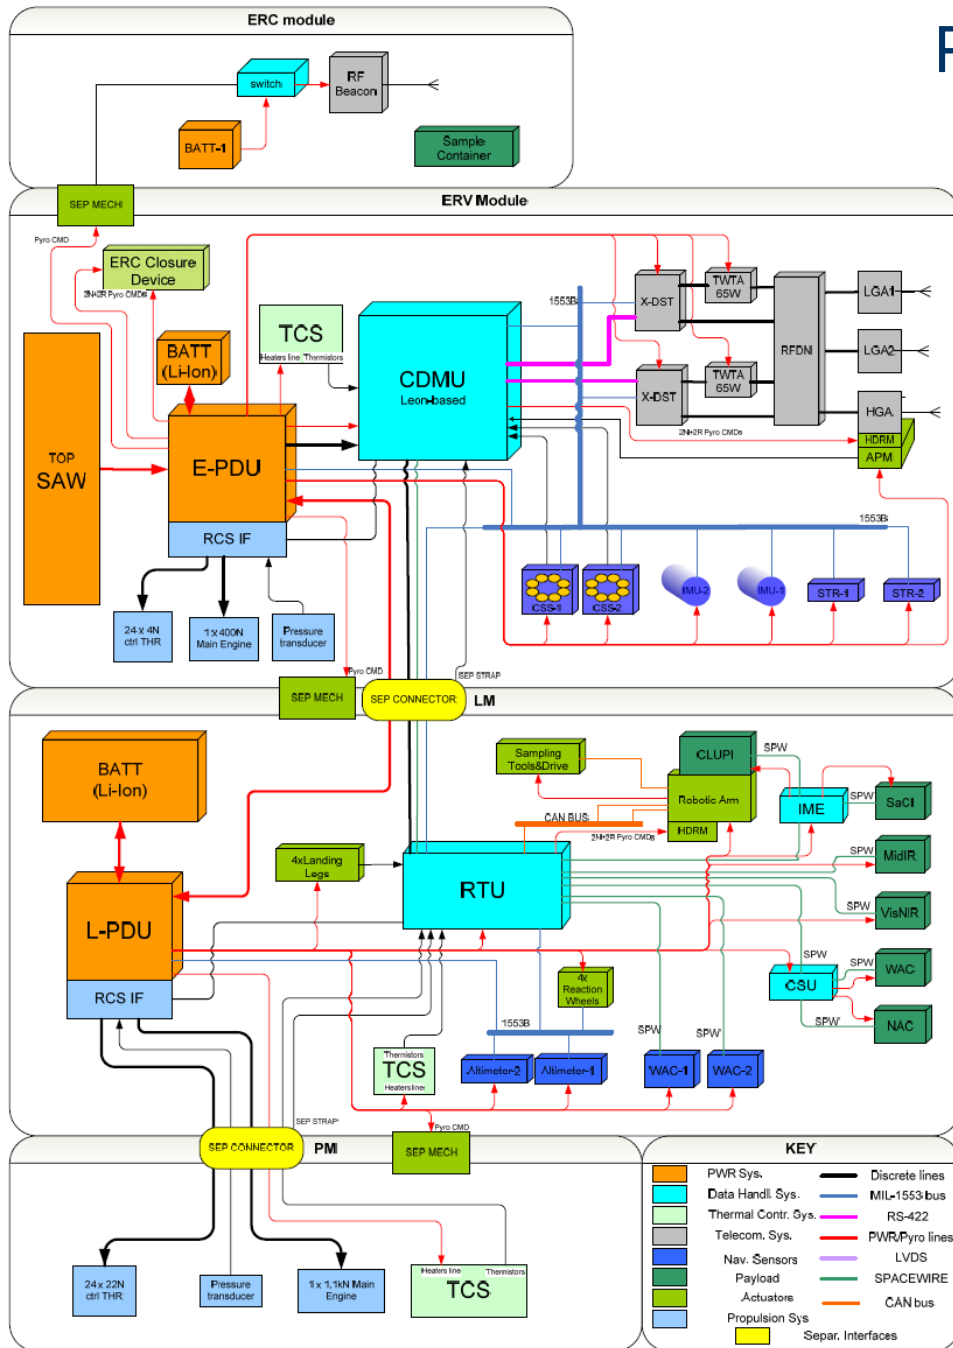 ERC module
switch
RF
Beacon
BATT-1
Sample
Container
SEP MECH
ERV Module
Pyro CMD
ERC Closure
Device
2N+2R Pyro CMDs
TCS
Heaters line
Thermistors
BATT
(Li-Ion)
CDMU
Leon-based
1553B
X-DST
TWTA
65W
X-DST
TWTA
65W
RFDN
LGA1
LGA2
HGA
HDRM
APM
2N+2R Pyro CMDs
TOP
SAW
E-PDU
RCS IF
24 x 4N
ctrl THR
1 x 400N
Main Engine
Pressure
transducer
1553B
CSS-1
CSS-2
IMU-2
IMU-1
STR-1
STR-2
Pyro CMD
SEP MECH
SEP CONNECTOR
SEP STRAP
LM
BATT
(Li-Ion)
Sampling
Tools&Drive
CLUPI
Robotic Arm
HDRM
CAN BUS
2N+2R Pyro CMDs
SPW
IME
SPW
SaCI
SPW
MidIR
SPW
VisNIR
4xLanding
Legs
RTU
L-PDU
RCS IF
SPW
CSU
SPW
WAC
SPW
NAC
4x
Reaction
Wheels
1553B
SPW
SPW
Thermistors
TCS
Heaters line
Altimeter-2
Altimeter-1
WAC-1
WAC-2
SEP STRAP
Pyro CMD
SEP CONNECTOR
PM
SEP MECH
24 x 22N
ctrl THR
Pressure
transducer
1 x 1,1kN Main
Engine
Heaters line
Thermistors
TCS
KEY
PWR Sys.
Discrete lines
Data Handl. Sys.
MIL-1553 bus
Thermal Contr. Sys.
RS-422
Telecom. Sys.
PWR/Pyro lines
Nav. Sensors
LVDS
Payload
SPACEWIRE
Actuators
CAN bus
Propulsion Sys
Separ. Interfaces